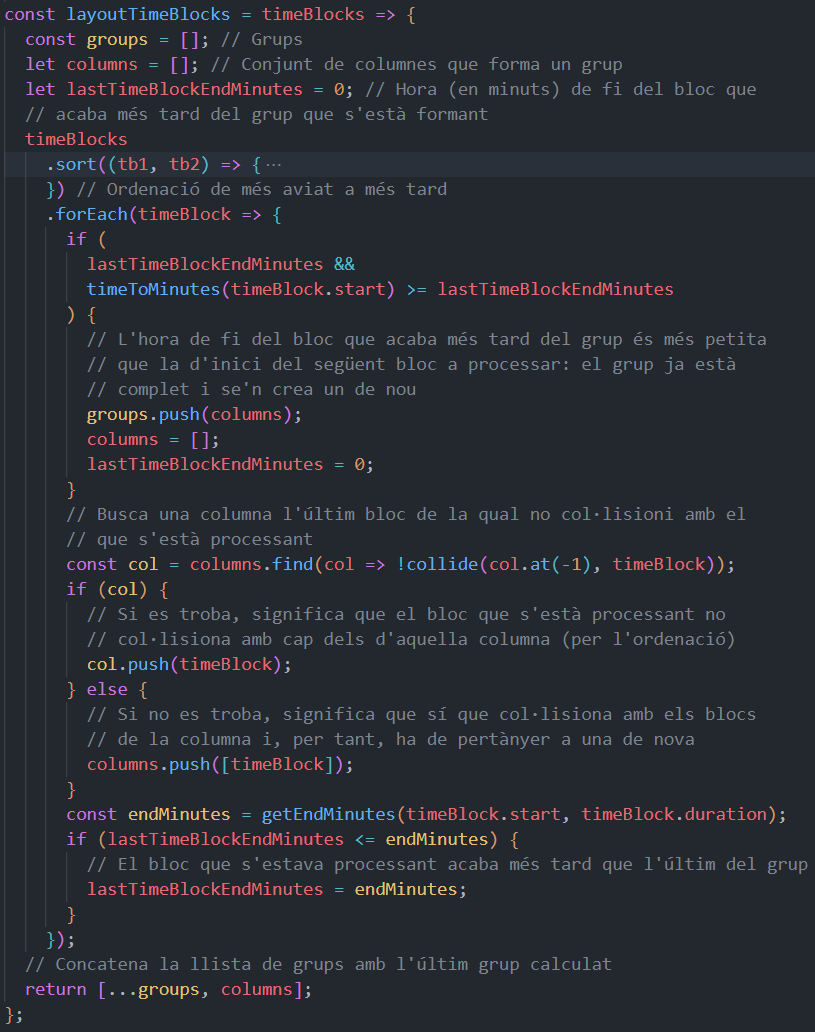 const layoutTimeBlocks = timeBlocks => {
  const groups = []; // Grups
  let columns = []; // Conjunt de columnes que forma un grup
  let lastTimeBlockEndMinutes = 0; // Hora (en minuts) de fi del bloc que
  // acaba més tard del grup que s'està formant
  timeBlocks
    .sort((tb1, tb2) => {⋯
    }) // Ordenació de més aviat a més tard
    .forEach(timeBlock => {
      if (
        lastTimeBlockEndMinutes &&
        timeToMinutes(timeBlock.start) >= lastTimeBlockEndMinutes
      ) {
        // L'hora de fi del bloc que acaba més tard del grup és més petita
        // que la d'inici del següent bloc a processar: el grup ja està
        // complet i se'n crea un de nou
        groups.push(columns);
        columns = [];
        lastTimeBlockEndMinutes = 0;
      }
      // Busca una columna l'últim bloc de la qual no col·lisioni amb el
      // que s'està processant
      const col = columns.find(col => !collide(col.at(-1), timeBlock));
      if (col) {
        // Si es troba, significa que el bloc que s'està processant no
        // col·lisiona amb cap dels d'aquella columna (per l'ordenació)
        col.push(timeBlock);
      } else {
        // Si no es troba, significa que sí que col·lisiona amb els blocs
        // de la columna i, per tant, ha de pertànyer a una de nova
        columns.push([timeBlock]);
      }
      const endMinutes = getEndMinutes(timeBlock.start, timeBlock.duration);
      if (lastTimeBlockEndMinutes <= endMinutes) {
        // El bloc que s'estava processant acaba més tard que l'últim del grup
        lastTimeBlockEndMinutes = endMinutes;
      }
    });
  // Concatena la llista de grups amb l'últim grup calculat
  return [...groups, columns];
};